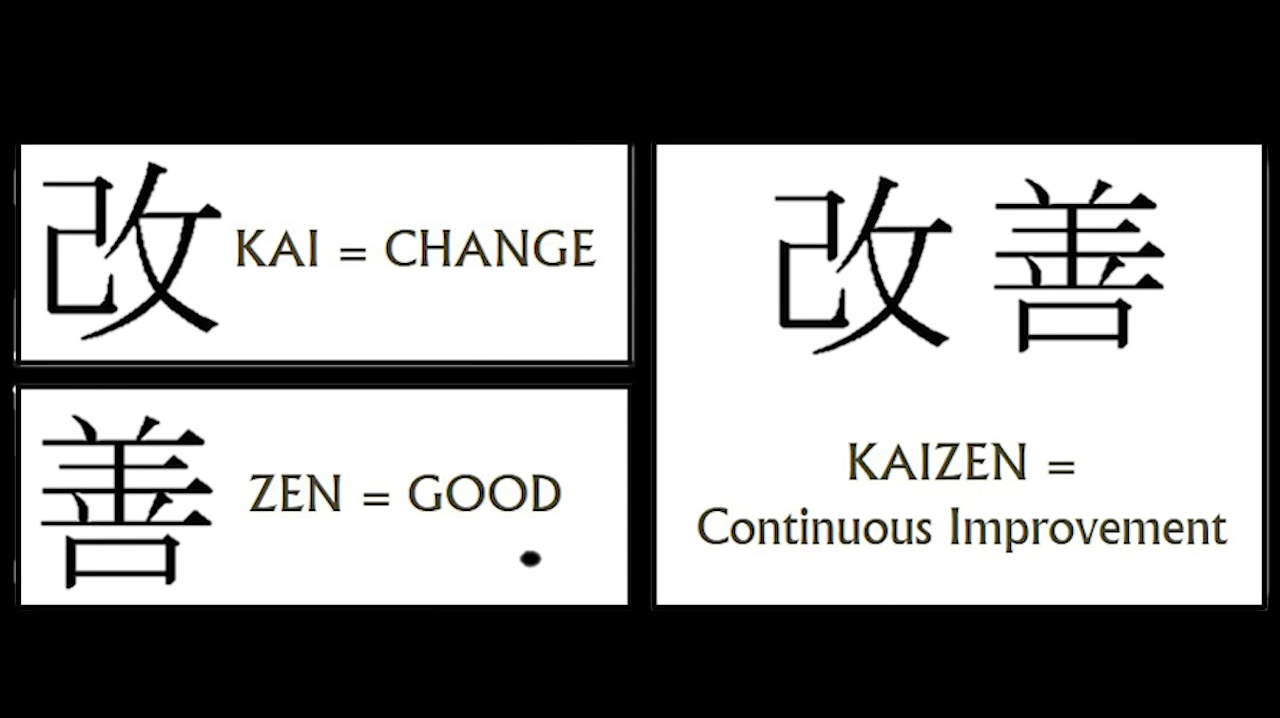 改 KAI = CHANGE
善 ZEN = GOOD
改善
KAIZEN =
Continuous Improvement